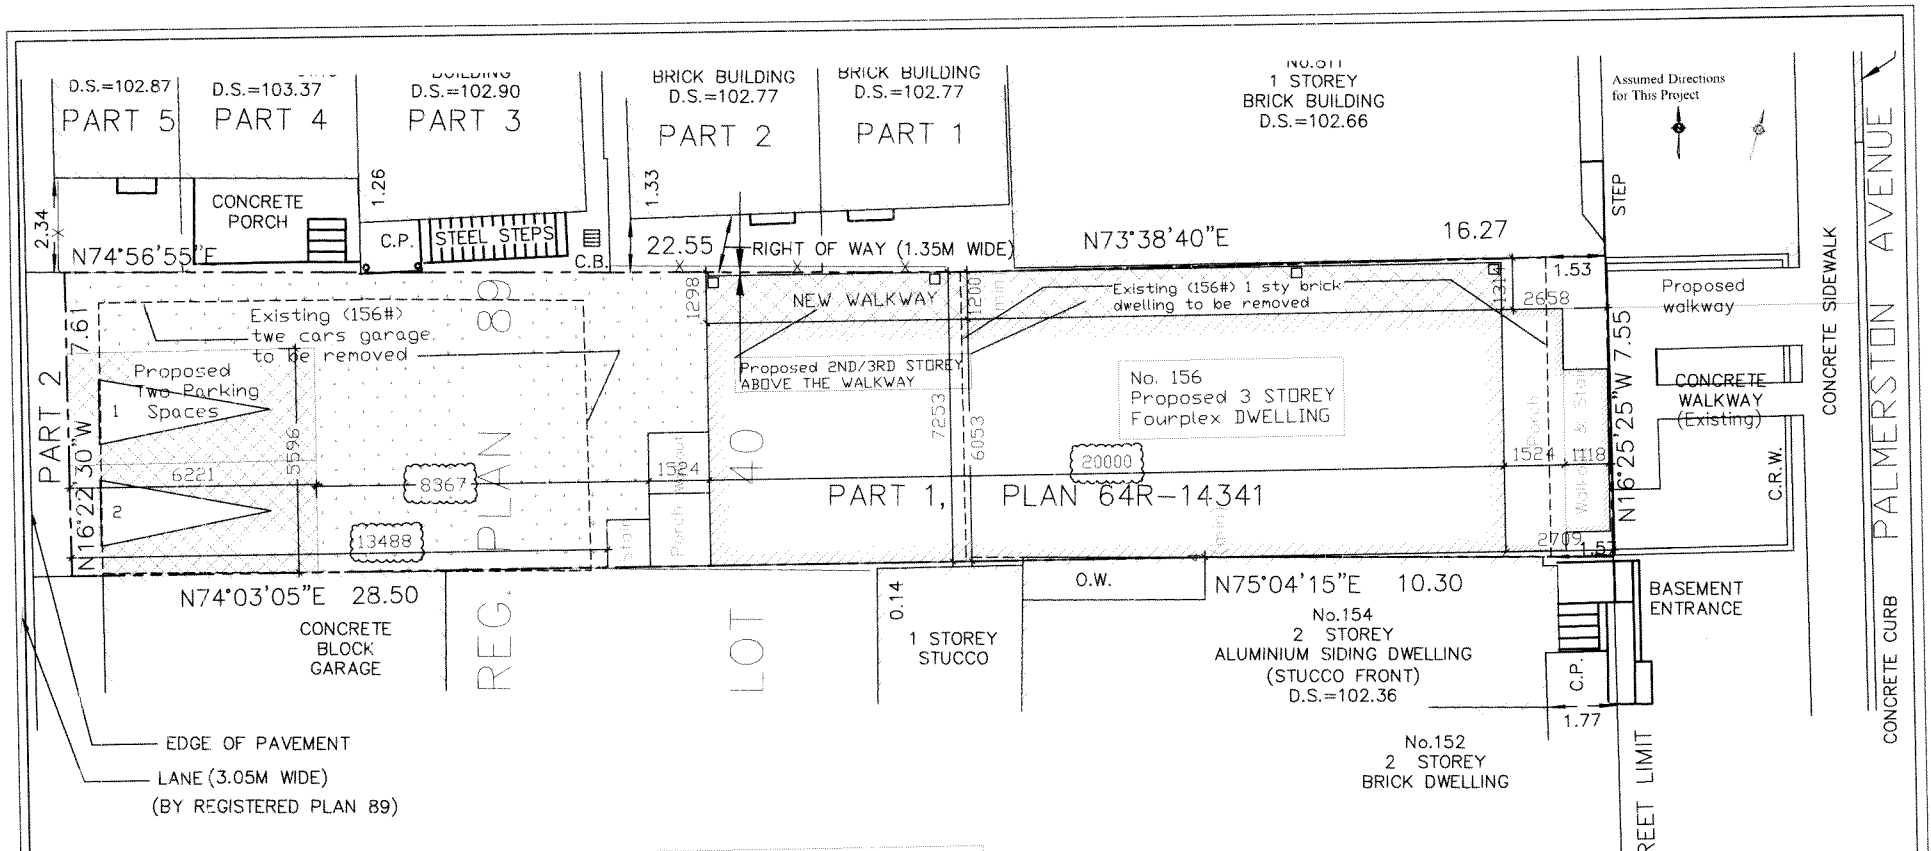 D.S.=102.87
PART 5
D.S.=103.37
PART 4
BUILDING
D.S.=102.90
PART 3
BRICK BUILDING
D.S.=102.77
PART 2
BRICK BUILDING
D.S.=102.77
PART 1
NO.811
1 STOREY
BRICK BUILDING
D.S.=102.66
Assumed Directions
for This Project
PALMERSTON AVENUE
2.34
CONCRETE
PORCH
1.26
C.P.
STEEL STEPS
C.B.
1.33
22.55
RIGHT OF WAY (1.35M WIDE)
N73°38'40"E
16.27
STEP
N74°56'55"E
1.53
Proposed
walkway
CONCRETE SIDEWALK
7.61
Existing (156#)
twe cars garage
to be removed
89
1298
NEW WALKWAY
1200
Existing (156#) 1 sty brick
dwelling to be removed
2658
N16°25'25"W 7.55
PART 2
N16°22'30"W
Proposed
Two Parking
Spaces
1
Proposed 2ND/3RD STOREY
ABOVE THE WALKWAY
No. 156
Proposed 3 STOREY
Fourplex DWELLING
CONCRETE
WALKWAY
(Existing)
7253
6053
Porch
5596
6221
8367
PLAN
1524
40
20000
1524
1118
PART 1, PLAN 64R-14341
C.R.W.
2
13488
stair
Porch
2709
N74°03'05"E 28.50
CONCRETE
BLOCK
GARAGE
REG.
LOT
0.14
1 STOREY
STUCCO
O.W.
N75°04'15"E 10.30
No.154
2 STOREY
ALUMINIUM SIDING DWELLING
(STUCCO FRONT)
D.S.=102.36
BASEMENT
ENTRANCE
C.P.
1.77
CONCRETE CURB
EDGE OF PAVEMENT
LANE (3.05M WIDE)
(BY REGISTERED PLAN 89)
No.152
2 STOREY
BRICK DWELLING
REET LIMIT